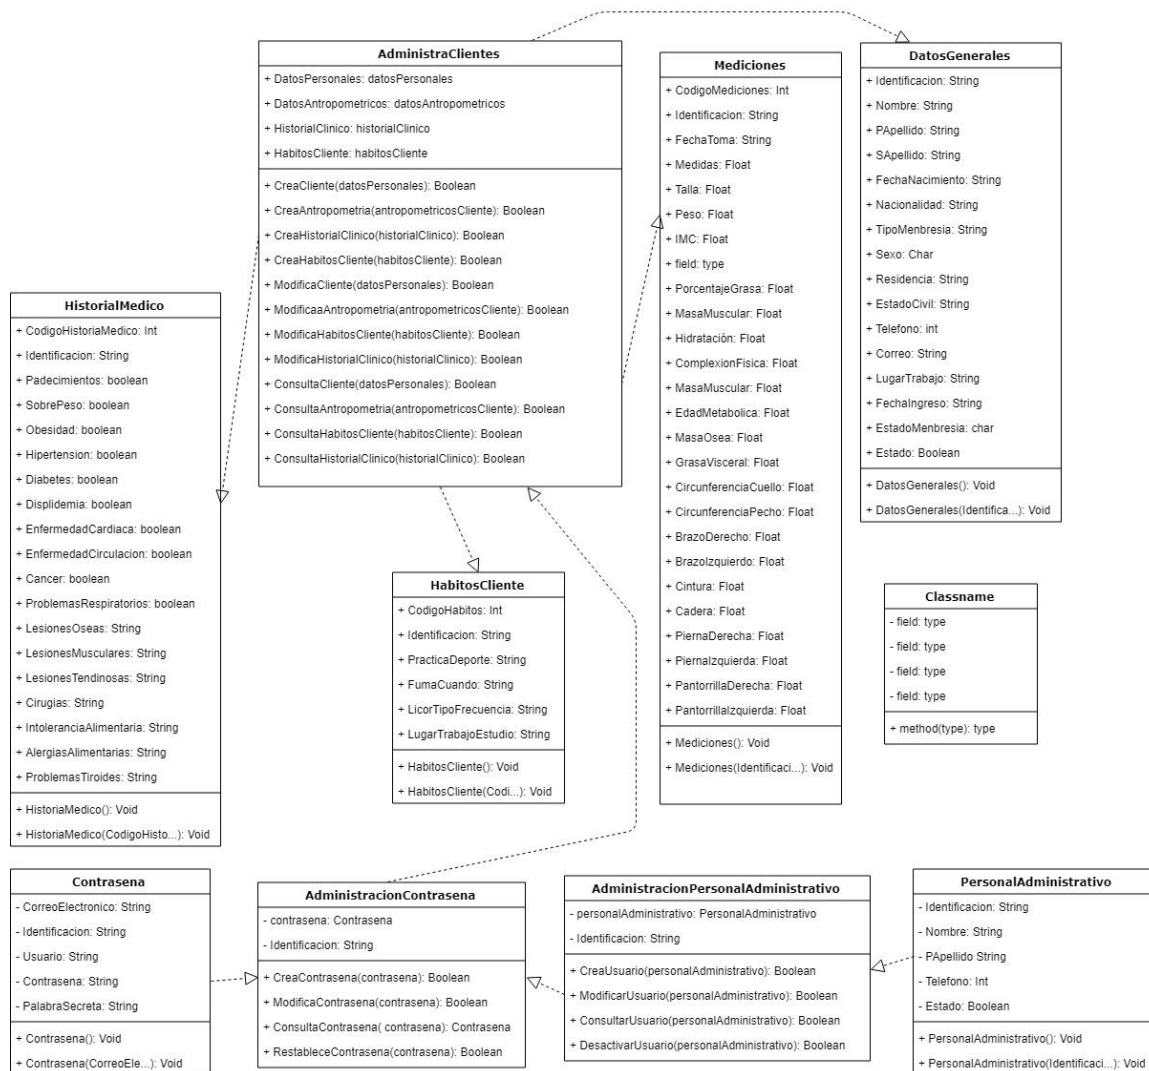 AdministraClientes
+ DatosPersonales: datosPersonales
+ DatosAntropometricos: datosAntropometricos
+ HistorialClinico: historialClinico
+ HabitosCliente: habitosCliente
+ CreaCliente(datosPersonales): Boolean
+ CreaAntropometria(antropometricosCliente): Boolean
+ CreaHistorialClinico(historialClinico): Boolean
+ CreaHabitosCliente(habitosCliente): Boolean
+ ModificaCliente(datosPersonales): Boolean
+ ModificaaAntropometria(antropometricosCliente): Boolean
+ ModificaHabitosCliente(habitosCliente): Boolean
+ ModificaHistorialClinico(historialClinico): Boolean
+ ConsultaCliente(datosPersonales): Boolean
+ ConsultaAntropometria(antropometricosCliente): Boolean
+ ConsultaHabitosCliente(habitosCliente): Boolean
+ ConsultaHistorialClinico(historialClinico): Boolean
Mediciones
+ CodigoMediciones: Int
+ Identificacion: String
+ FechaToma: String
+ Medidas: Float
+ Talla: Float
+ Peso: Float
+ IMC: Float
+ field: type
+ PorcentajeGrasa: Float
+ MasaMuscular: Float
+ Hidratación: Float
+ ComplexionFisica: Float
+ MasaMuscular: Float
+ EdadMetabolica: Float
+ MasaOsea: Float
+ GrasaVisceral: Float
+ CircunferenciaCuello: Float
+ CircunferenciaPecho: Float
+ BrazoDerecho: Float
+ BrazoIzquierdo: Float
+ Cintura: Float
+ Cadera: Float
+ PiernaDerecha: Float
+ PiernaIzquierda: Float
+ PantorrillaDerecha: Float
+ PantorrillaIzquierda: Float
+ Mediciones(): Void
+ Mediciones(Identificaci...): Void
DatosGenerales
+ Identificacion: String
+ Nombre: String
+ PApellido: String
+ SApellido: String
+ FechaNacimiento: String
+ Nacionalidad: String
+ TipoMenbresia: String
+ Sexo: Char
+ Residencia: String
+ EstadoCivil: String
+ Telefono: int
+ Correo: String
+ LugarTrabajo: String
+ FechaIngreso: String
+ EstadoMenbresia: char
+ Estado: Boolean
+ DatosGenerales(): Void
+ DatosGenerales(Identifica...): Void
HistorialMedico
+ CodigoHistoriaMedico: Int
+ Identificacion: String
+ Padecimientos: boolean
+ SobrePeso: boolean
+ Obesidad: boolean
+ Hipertension: boolean
+ Diabetes: boolean
+ Displidemia: boolean
+ EnfermedadCardiaca: boolean
+ EnfermedadCirculacion: boolean
+ Cancer: boolean
+ ProblemasRespiratorios: boolean
+ LesionesOseas: String
+ LesionesMusculares: String
+ LesionesTendinosas: String
+ Cirugias: String
+ IntoleranciaAlimentaria: String
+ AlergiasAlimentarias: String
+ ProblemasTiroides: String
+ HistoriaMedico(): Void
+ HistoriaMedico(CodigoHisto...): Void
HabitosCliente
+ CodigoHabitos: Int
+ Identificacion: String
+ PracticaDeporte: String
+ FumaCuando: String
+ LicorTipoFrecuencia: String
+ LugarTrabajoEstudio: String
+ HabitosCliente(): Void
+ HabitosCliente(Codi...): Void
Classname
- field: type
- field: type
- field: type
- field: type
+ method(type): type
Contrasena
- CorreoElectronico: String
- Identificacion: String
- Usuario: String
- Contrasena: String
- PalabraSecreta: String
+ Contrasena(): Void
+ Contrasena(CorreoEle...): Void
AdministracionContrasena
- contrasena: Contrasena
- Identificacion: String
+ CreaContrasena(contrasena): Boolean
+ ModificaContrasena(contrasena): Boolean
+ ConsultaContrasena( contrasena): Contrasena
+ RestableceContrasena(contrasena): Boolean
AdministracionPersonalAdministrativo
- personalAdministrativo: PersonalAdministrativo
- Identificacion: String
+ CreaUsuario(personalAdministrativo): Boolean
+ ModificarUsuario(personalAdministrativo): Boolean
+ ConsultarUsuario(personalAdministrativo): Boolean
+ DesactivarUsuario(personalAdministrativo): Boolean
PersonalAdministrativo
- Identificacion: String
- Nombre: String
- PApellido String
- Telefono: Int
- Estado: Boolean
+ PersonalAdministrativo(): Void
+ PersonalAdministrativo(Identificaci...): Void